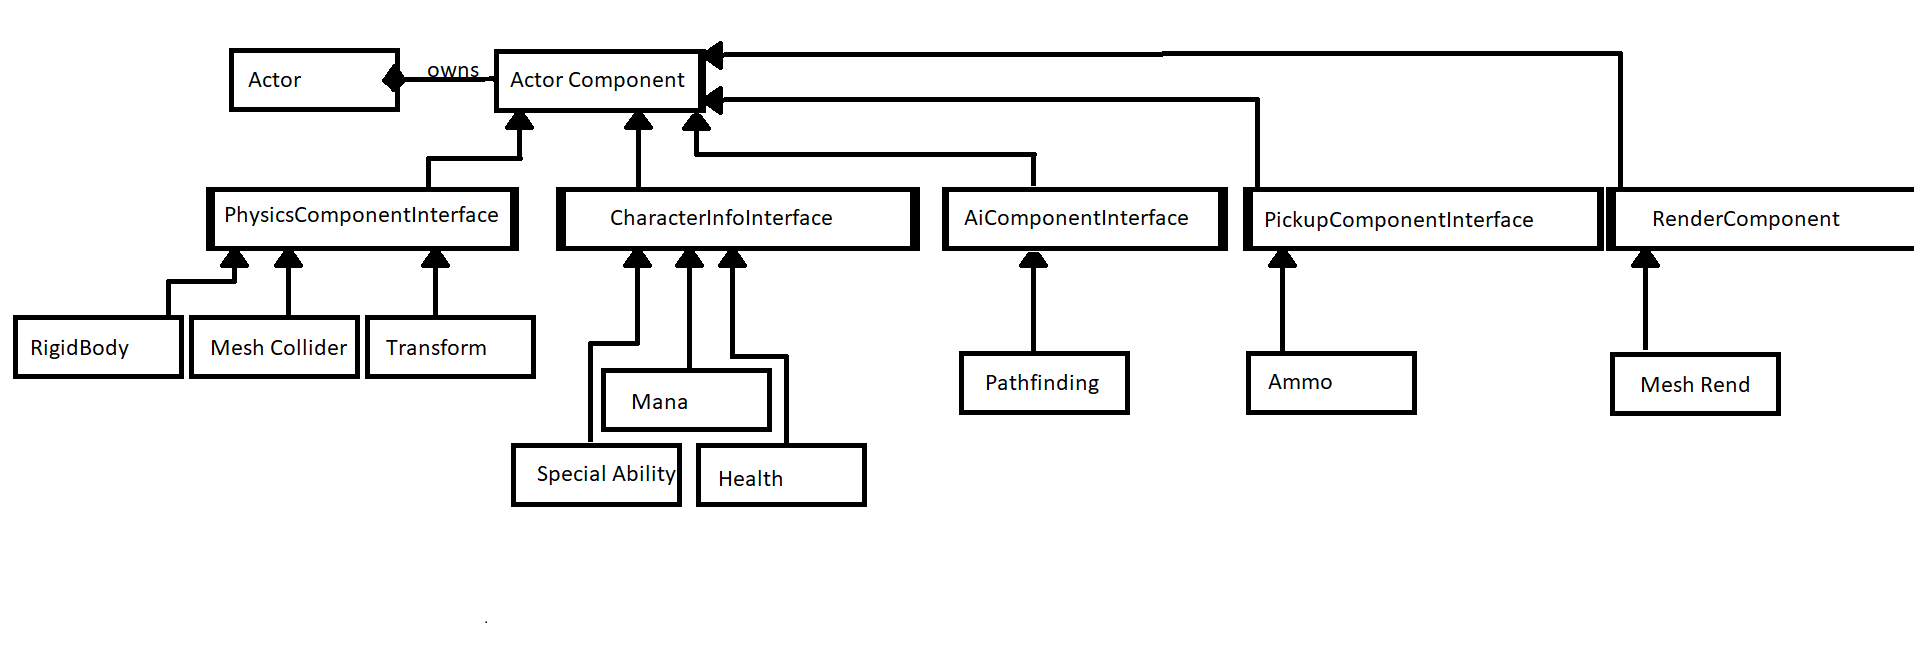 Actor
owns
Actor Component
PhysicsComponentInterface
CharacterInfoInterface
AiComponentInterface
PickupComponentInterface
RenderComponent
RigidBody
Mesh Collider
Transform
Mana
Special Ability
Health
Pathfinding
Ammo
Mesh Rend